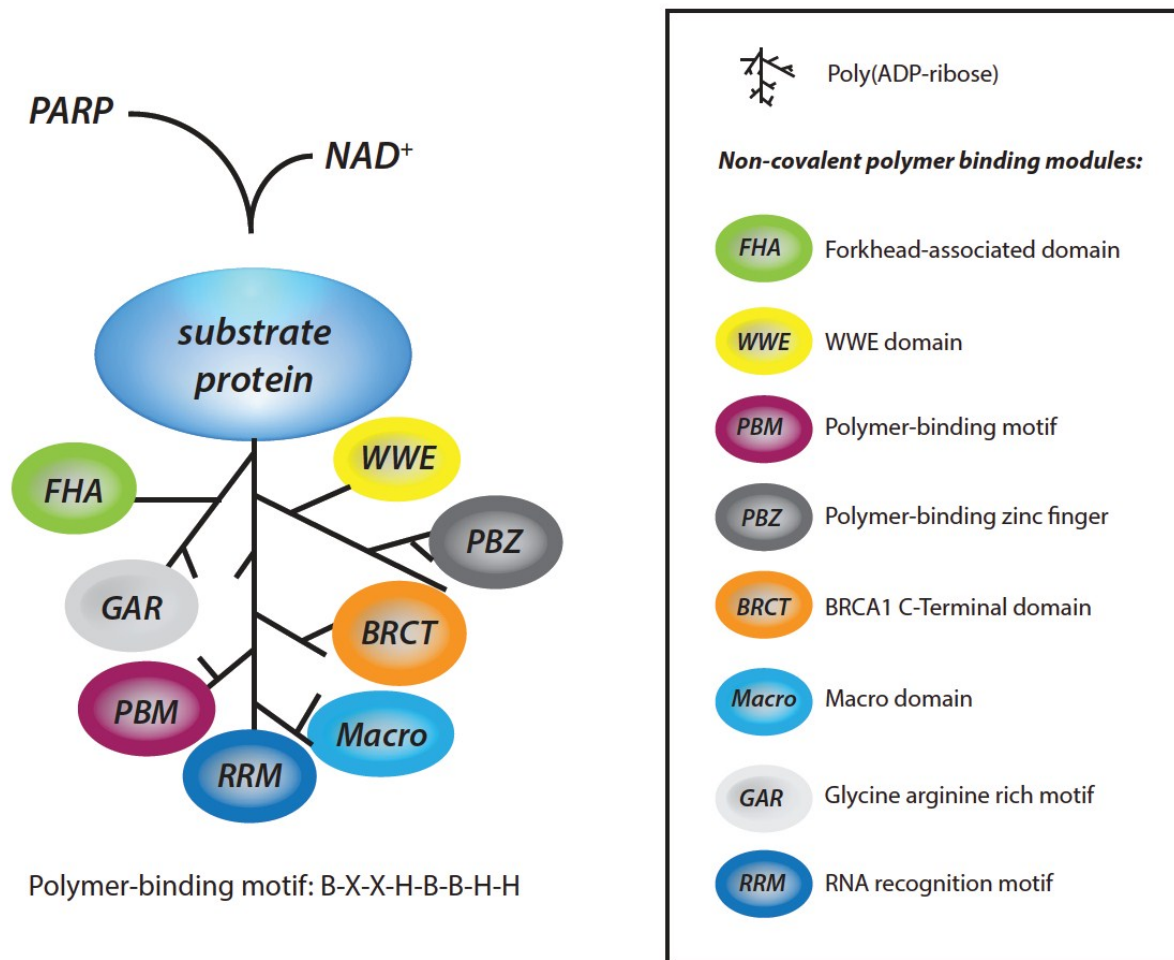 PARP
NAD+
substrate
protein
FHA
WWE
PBZ
GAR
BRCT
PBM
Macro
RRM
Polymer-binding motif: B-X-X-H-B-B-H-H
Poly(ADP-ribose)
Non-covalent polymer binding modules:
FHA Forkhead-associated domain
WWE WWE domain
PBM Polymer-binding motif
PBZ Polymer-binding zinc finger
BRCT BRCA1 C-Terminal domain
Macro Macro domain
GAR Glycine arginine rich motif
RRM RNA recognition motif